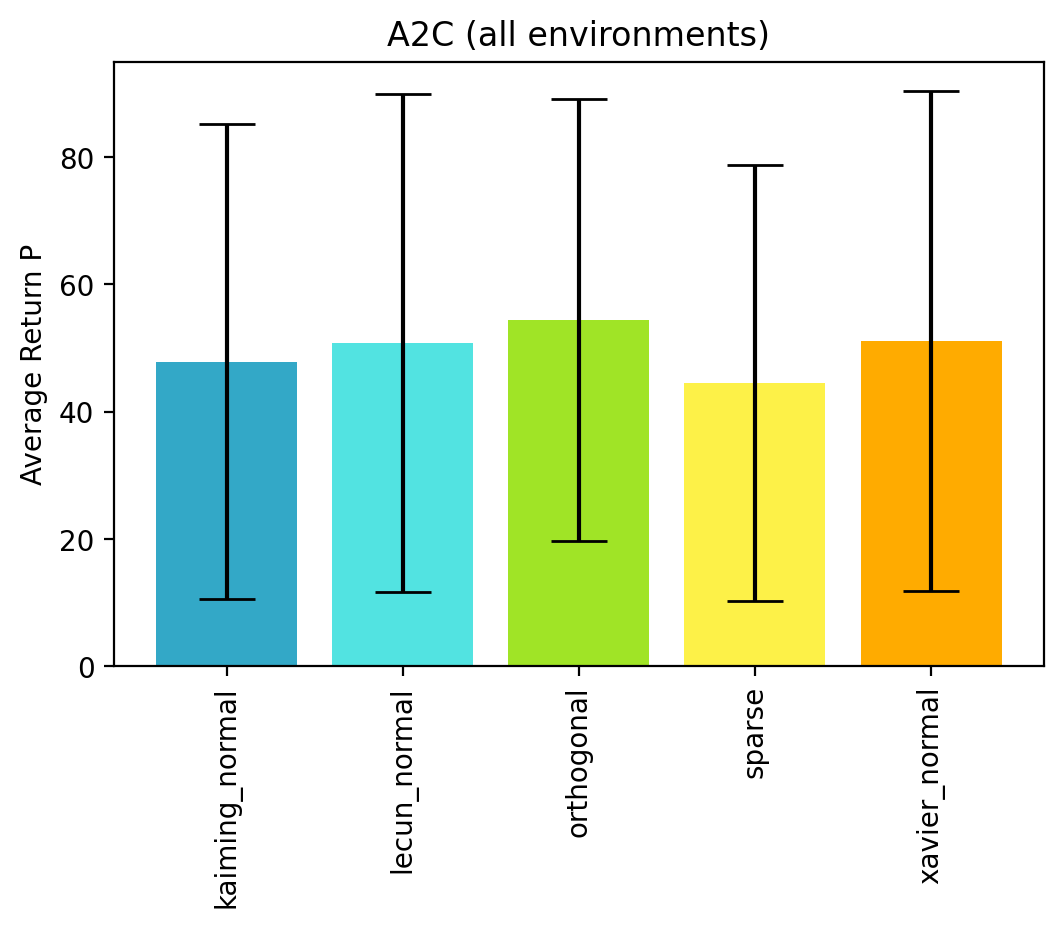 A2C (all environments)
Average Return P
80
60
40
20
0
kaiming_normal
lecun_normal
orthogonal
sparse
xavier_normal